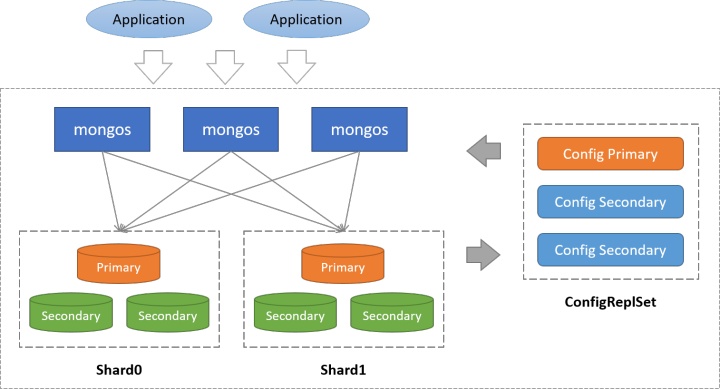 Application
Application
mongos
mongos
mongos
Config Primary
Config Secondary
Config Secondary
ConfigReplSet
Primary
Secondary
Secondary
Shard0
Primary
Secondary
Secondary
Shard1